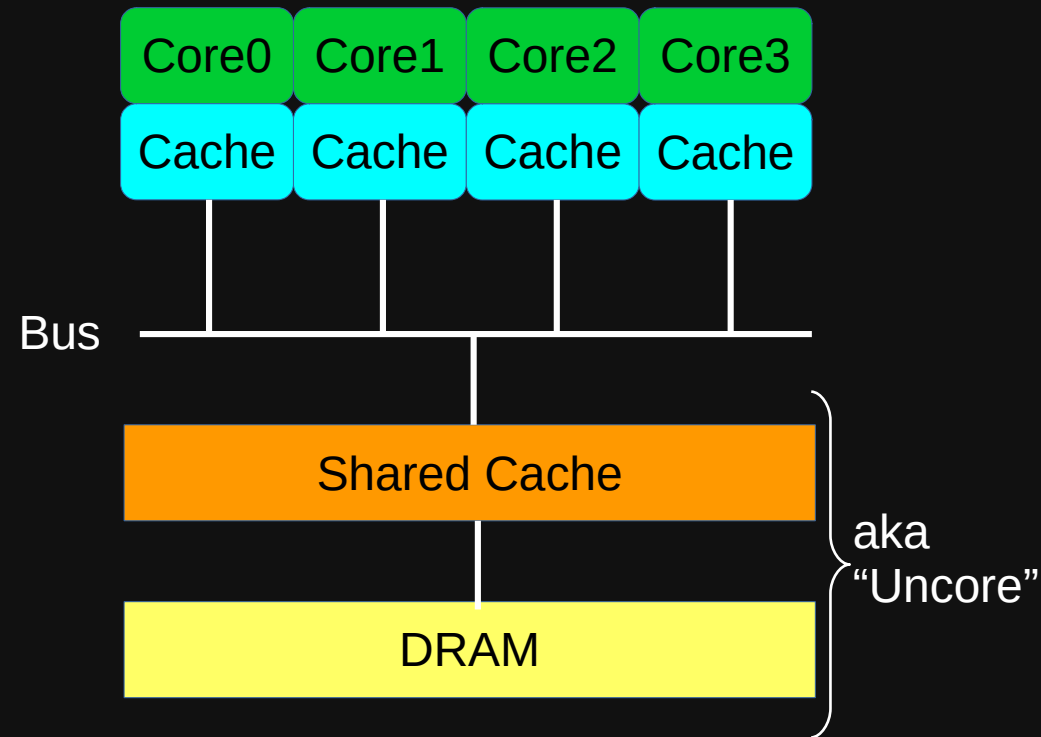 Core0 Core1 Core2 Core3
Cache Cache Cache Cache
Bus
Shared Cache
aka
“Uncore”
DRAM